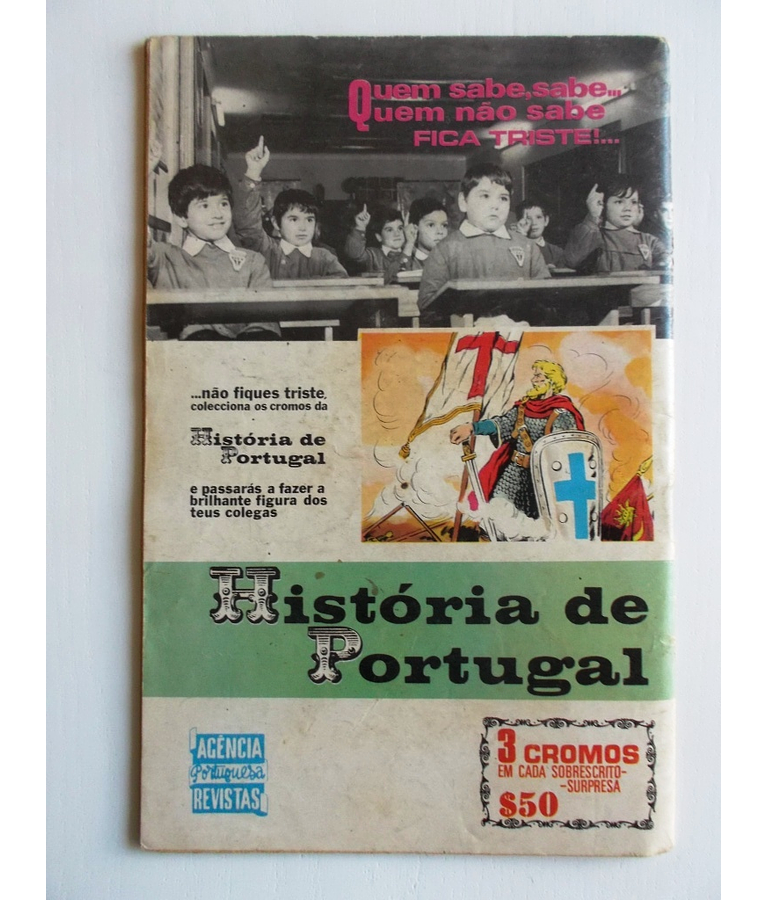 Quem sabe, sabe...
Quem não sabe
FICA TRISTE!...
...não fiques triste,
colecciona os cromos da
História de
Portugal
e passarás a fazer a
brilhante figura dos
teus colegas
História de
Portugal
AGÊNCIA
Portuguesa
REVISTAS
3 CROMOS
EM CADA SOBRESCRITO-
-SURPRESA
$50